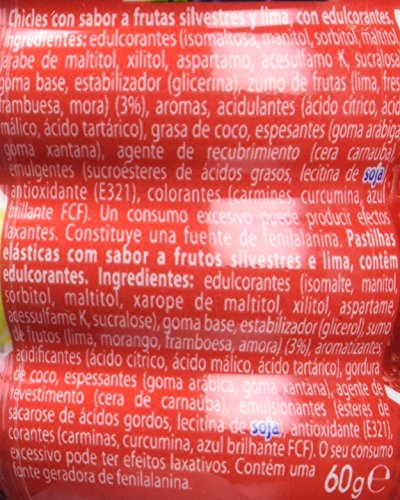 Chicles con sabor a frutas silvestres y lima, con edulcorantes.
Ingredientes: edulcorantes (isomaltosa, manitol, sorbitol, maltitol,
jarabe de maltitol, xilitol, aspartamo, acesulfamo K, sucralosa
goma base, estabilizador (glicerina), zumo de frutas (lima, fres
frambuesa, mora) (3%), aromas, acidulantes (ácido cítrico, ácid
málico, ácido tartárico), grasa de coco, espesantes (goma arábiga
goma xantana), agente de recubrimiento (cera carnauba)
emulgentes (sucroésteres de ácidos grasos, lecitina de soja)
antioxidante (E321), colorantes (carmines, curcumina, azul
brillante FCF). Un consumo excesivo puede producir efectos
laxantes. Constituye una fuente de fenilalanina. Pastilhas
elásticas com sabor a frutos silvestres e lima, contêm
edulcorantes. Ingredientes: edulcorantes (isomalte, manitol,
sorbitol, maltitol, xarope de maltitol, xilitol, aspartame
acessulfame K, sucralose), goma base, estabilizador (glicerol), sumo
de frutos (lima, morango, framboesa, amora) (3%), aromatizantes,
acidificantes (ácido cítrico, ácido málico, ácido tartárico), gordura
de coco, espessantes (goma arábica, goma xantana), agente de
revestimento (cera de carnaúba), emulsionantes (ésteres de
sacarose de ácidos gordos, lecitina de soja), antioxidante (E321),
corantes (carminas, curcumina, azul brilhante FCF). O seu consumo
excessivo pode ter efeitos laxativos. Contém uma
fonte geradora de fenilalanina. 60g e